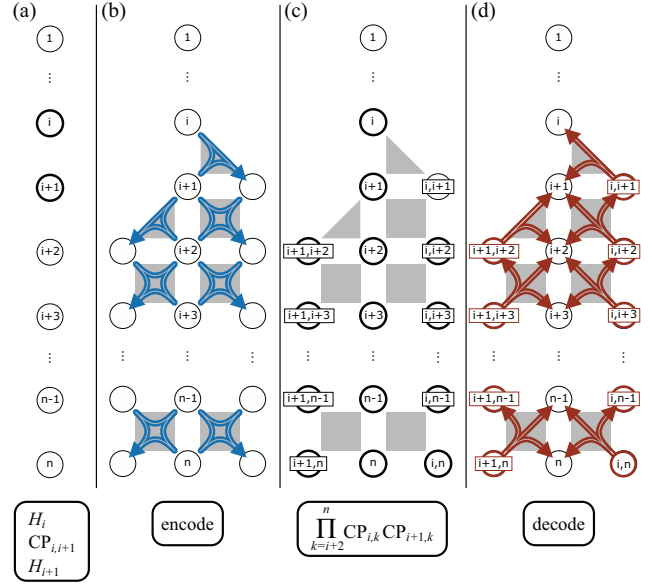 (a) (b) (c) (d)
1 1 1 1
⋮ ⋮ ⋮ ⋮
i i i i
i+1 i+1 i+1 i,i+1 i+1 i,i+1
i+2 i+2 i+1,i+2 i+2 i,i+2 i+1,i+2 i+2 i,i+2
i+3 i+3 i+1,i+3 i+3 i,i+3 i+1,i+3 i+3 i,i+3
⋮ ⋮ ⋮ ⋮ ⋮ ⋮ ⋮ ⋮ ⋮ ⋮
n-1 n-1 i+1,n-1 n-1 i,n-1 i+1,n-1 n-1 i,n-1
n n i+1,n n i,n i+1,n n i,n
H_i
CP_{i,i+1}
H_{i+1}
encode
∏_{k=i+2}^{n} CP_{i,k} CP_{i+1,k}
decode